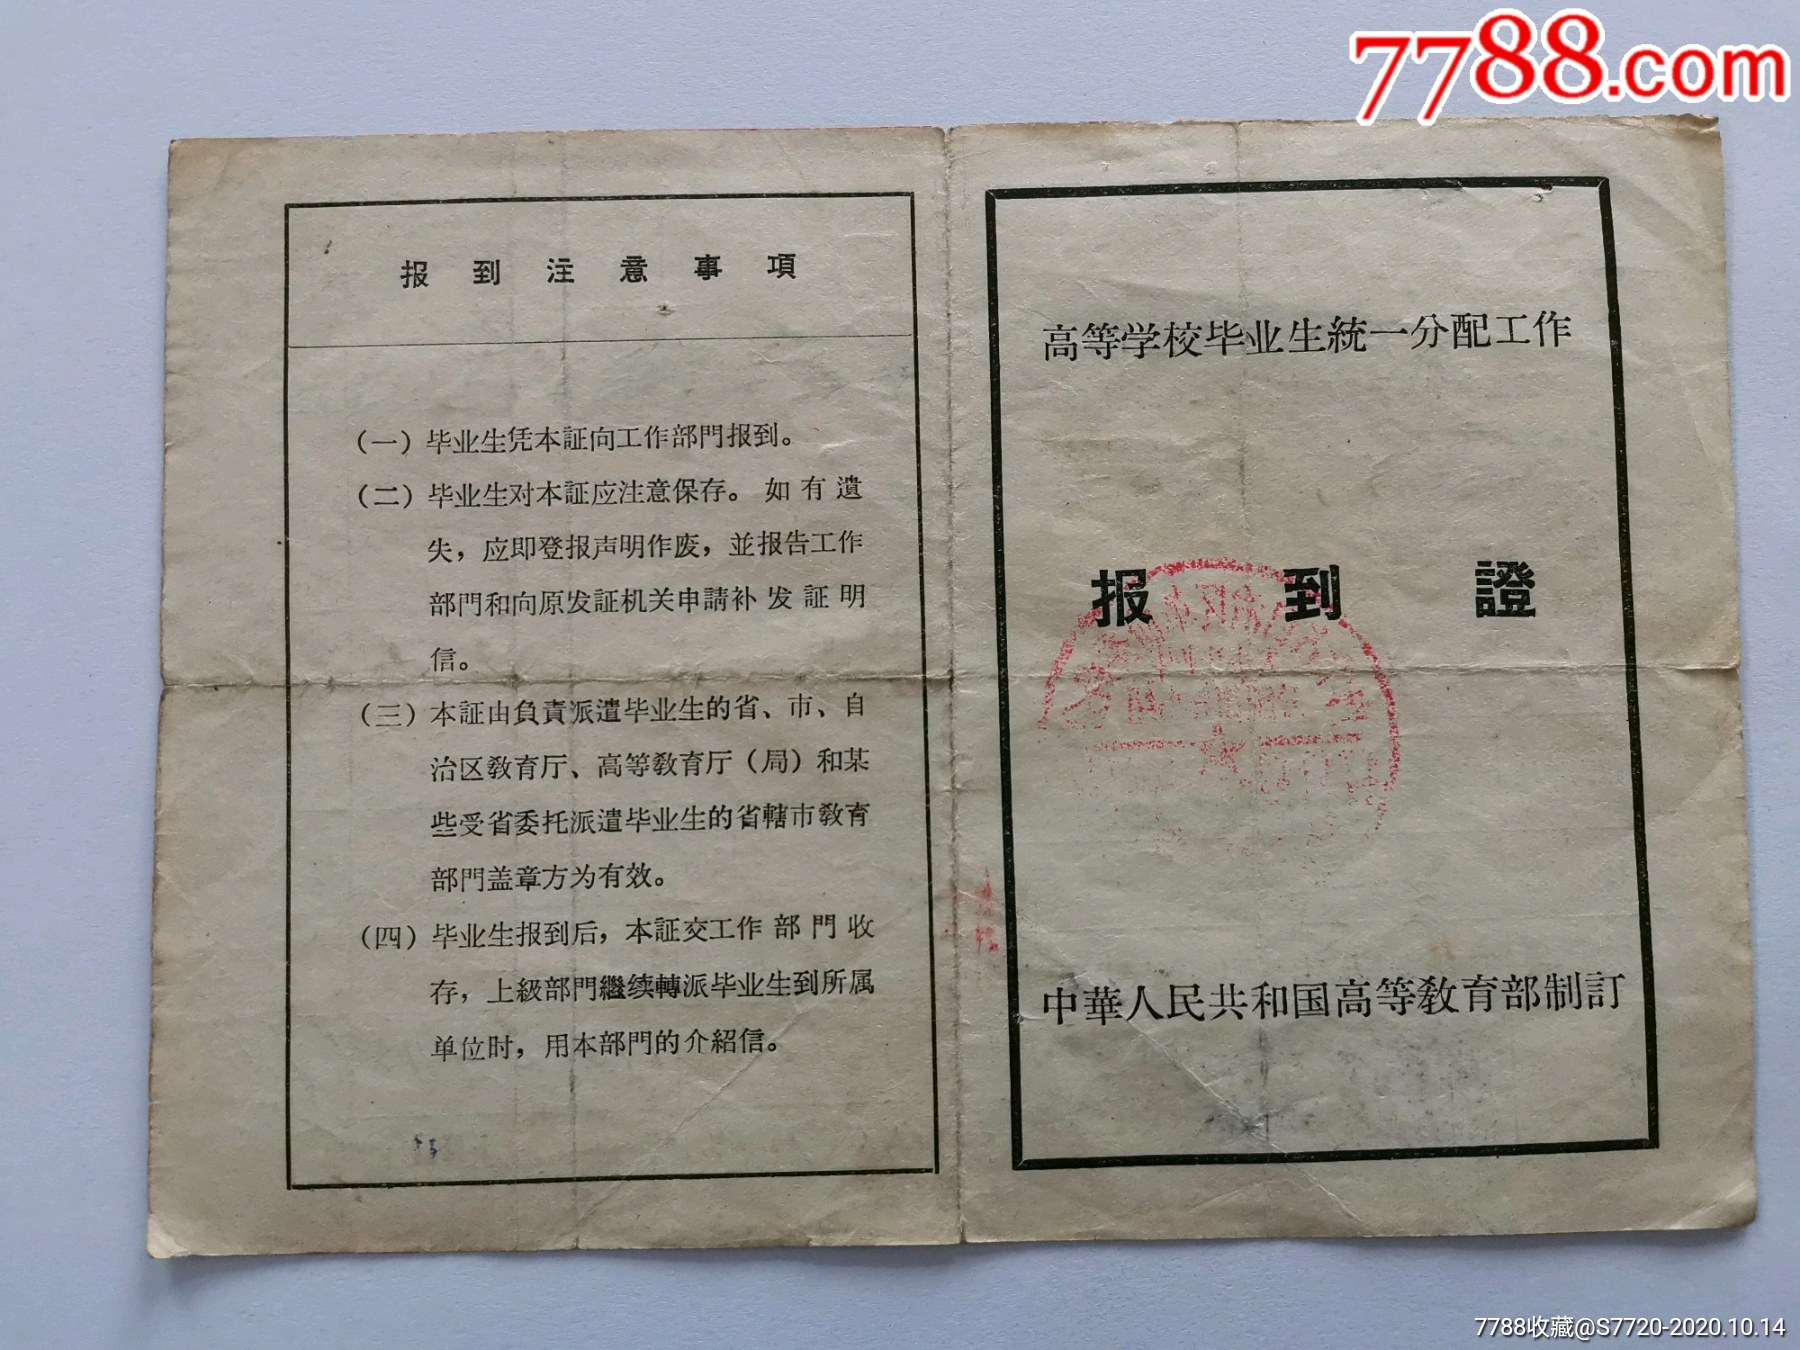 7788.com
报到注意事項
(一) 毕业生凭本証向工作部門报到。
(二) 毕业生对本証应注意保存。如有遺
失，应即登报声明作废，並报告工作
部門和向原发証机关申請补发証明
信。
(三) 本証由負責派遣毕业生的省、市、自
治区教育厅、高等教育厅(局)和某
些受省委托派遣毕业生的省轄市教育
部門盖章方为有效。
(四) 毕业生报到后，本証交工作部門收
存，上級部門繼续轉派毕业生到所属
单位时，用本部門的介紹信。
高等学校毕业生統一分配工作
报到證
中華人民共和国高等教育部制訂
7788收藏@S7720-2020.10.14